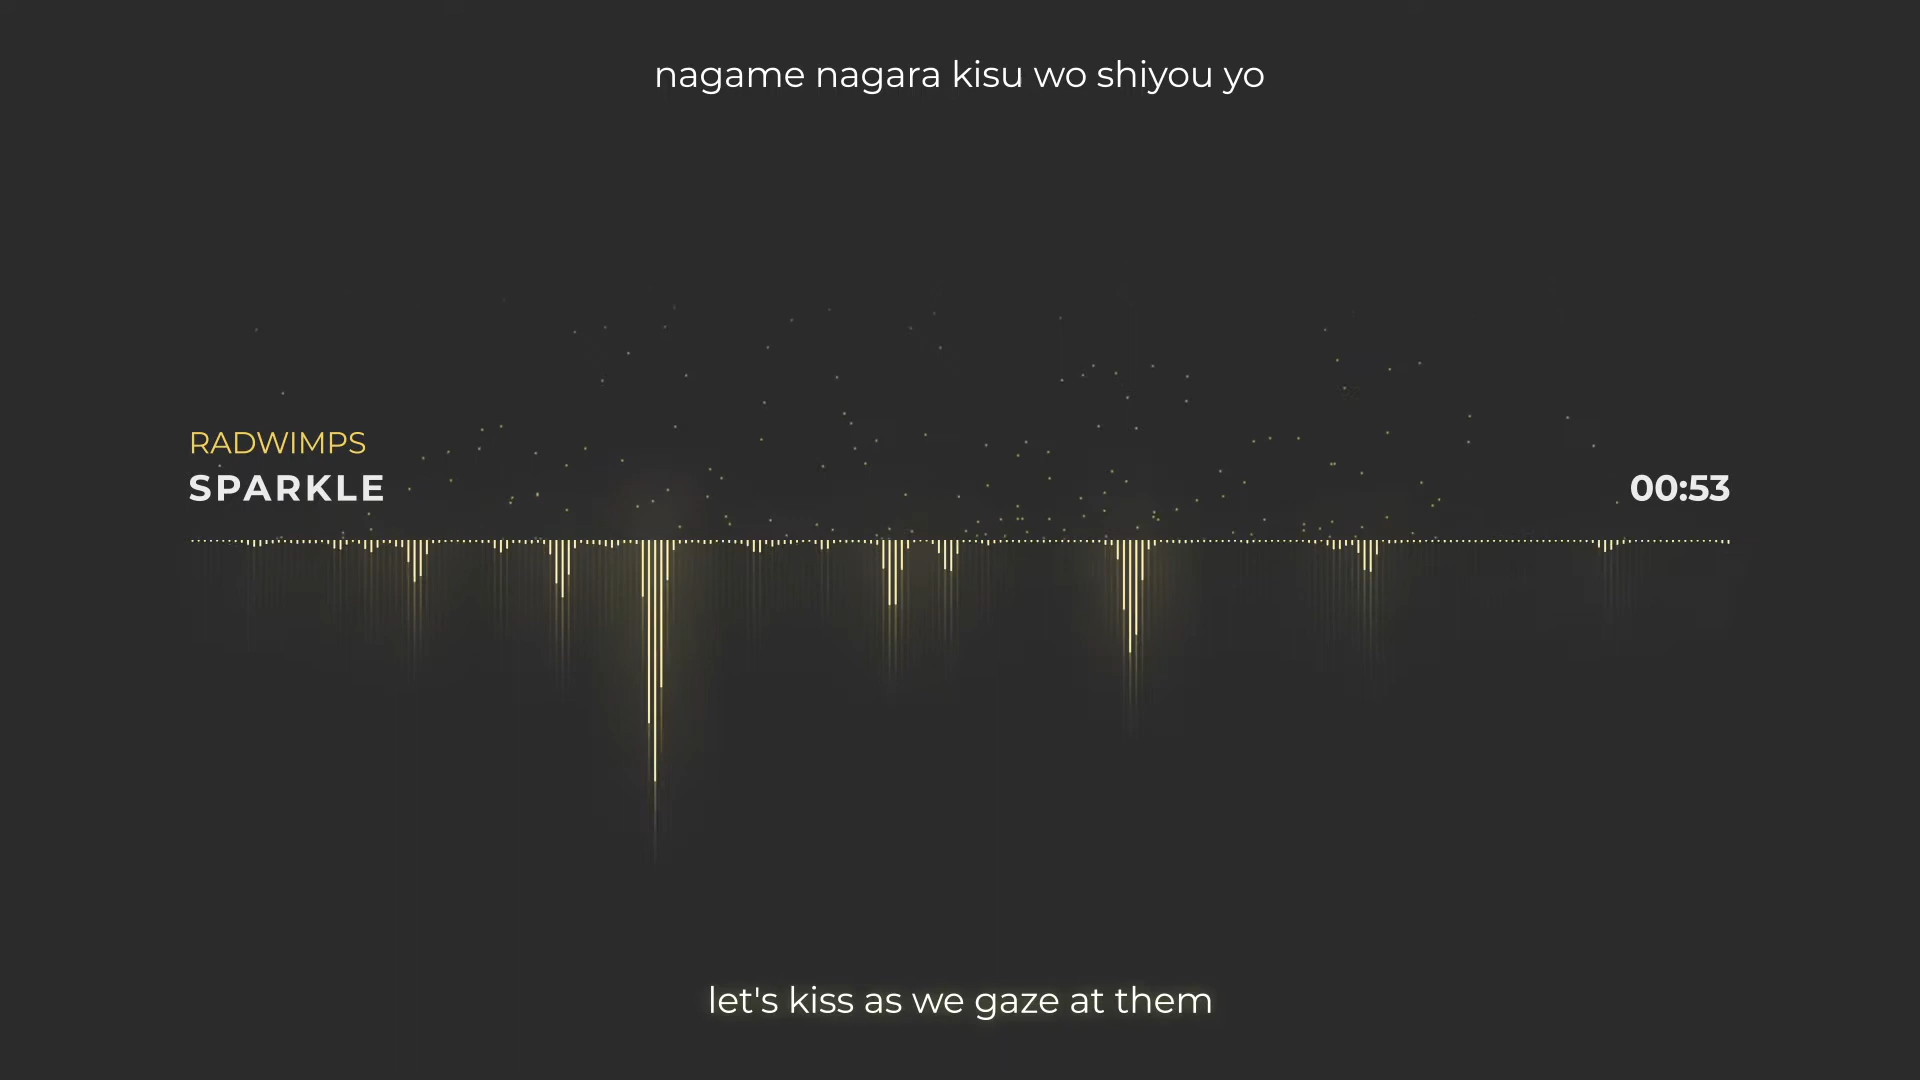 nagame nagara kisu wo shiyou yo
RADWIMPS
SPARKLE
00:53
let's kiss as we gaze at them